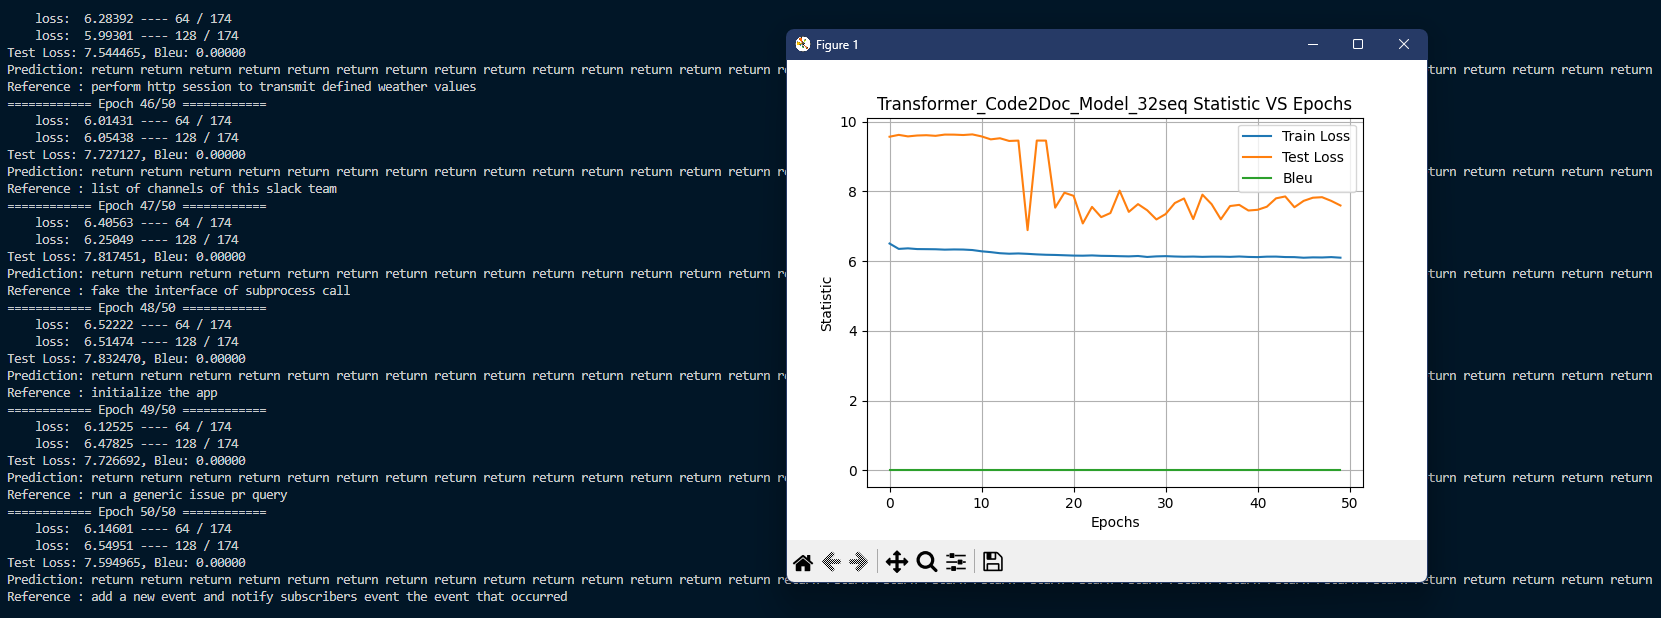 loss: 6.28392 ---- 64 / 174
loss: 5.99301 ---- 128 / 174
Test Loss: 7.544465, Bleu: 0.00000
Prediction: return return return return return return return return return return return return return return return return return return
Reference : perform http session to transmit defined weather values
============ Epoch 46/50 ============
loss: 6.01431 ---- 64 / 174
loss: 6.05438 ---- 128 / 174
Test Loss: 7.727127, Bleu: 0.00000
Prediction: return return return return return return return return return return return return return return return return return return
Reference : list of channels of this slack team
============ Epoch 47/50 ============
loss: 6.40563 ---- 64 / 174
loss: 6.25049 ---- 128 / 174
Test Loss: 7.817451, Bleu: 0.00000
Prediction: return return return return return return return return return return return return return return return return return return
Reference : fake the interface of subprocess call
============ Epoch 48/50 ============
loss: 6.52222 ---- 64 / 174
loss: 6.51474 ---- 128 / 174
Test Loss: 7.832470, Bleu: 0.00000
Prediction: return return return return return return return return return return return return return return return return return return
Reference : initialize the app
============ Epoch 49/50 ============
loss: 6.12525 ---- 64 / 174
loss: 6.47825 ---- 128 / 174
Test Loss: 7.726692, Bleu: 0.00000
Prediction: return return return return return return return return return return return return return return return return return return
Reference : run a generic issue pr query
============ Epoch 50/50 ============
loss: 6.14601 ---- 64 / 174
loss: 6.54951 ---- 128 / 174
Test Loss: 7.594965, Bleu: 0.00000
Prediction: return return return return return return return return return return return return return return return return return return
Reference : add a new event and notify subscribers event the event that occurred
Figure 1
Transformer_Code2Doc_Model_32seq Statistic VS Epochs
Train Loss
Test Loss
Bleu
10
8
6
4
2
0
Statistic
0 10 20 30 40 50
Epochs